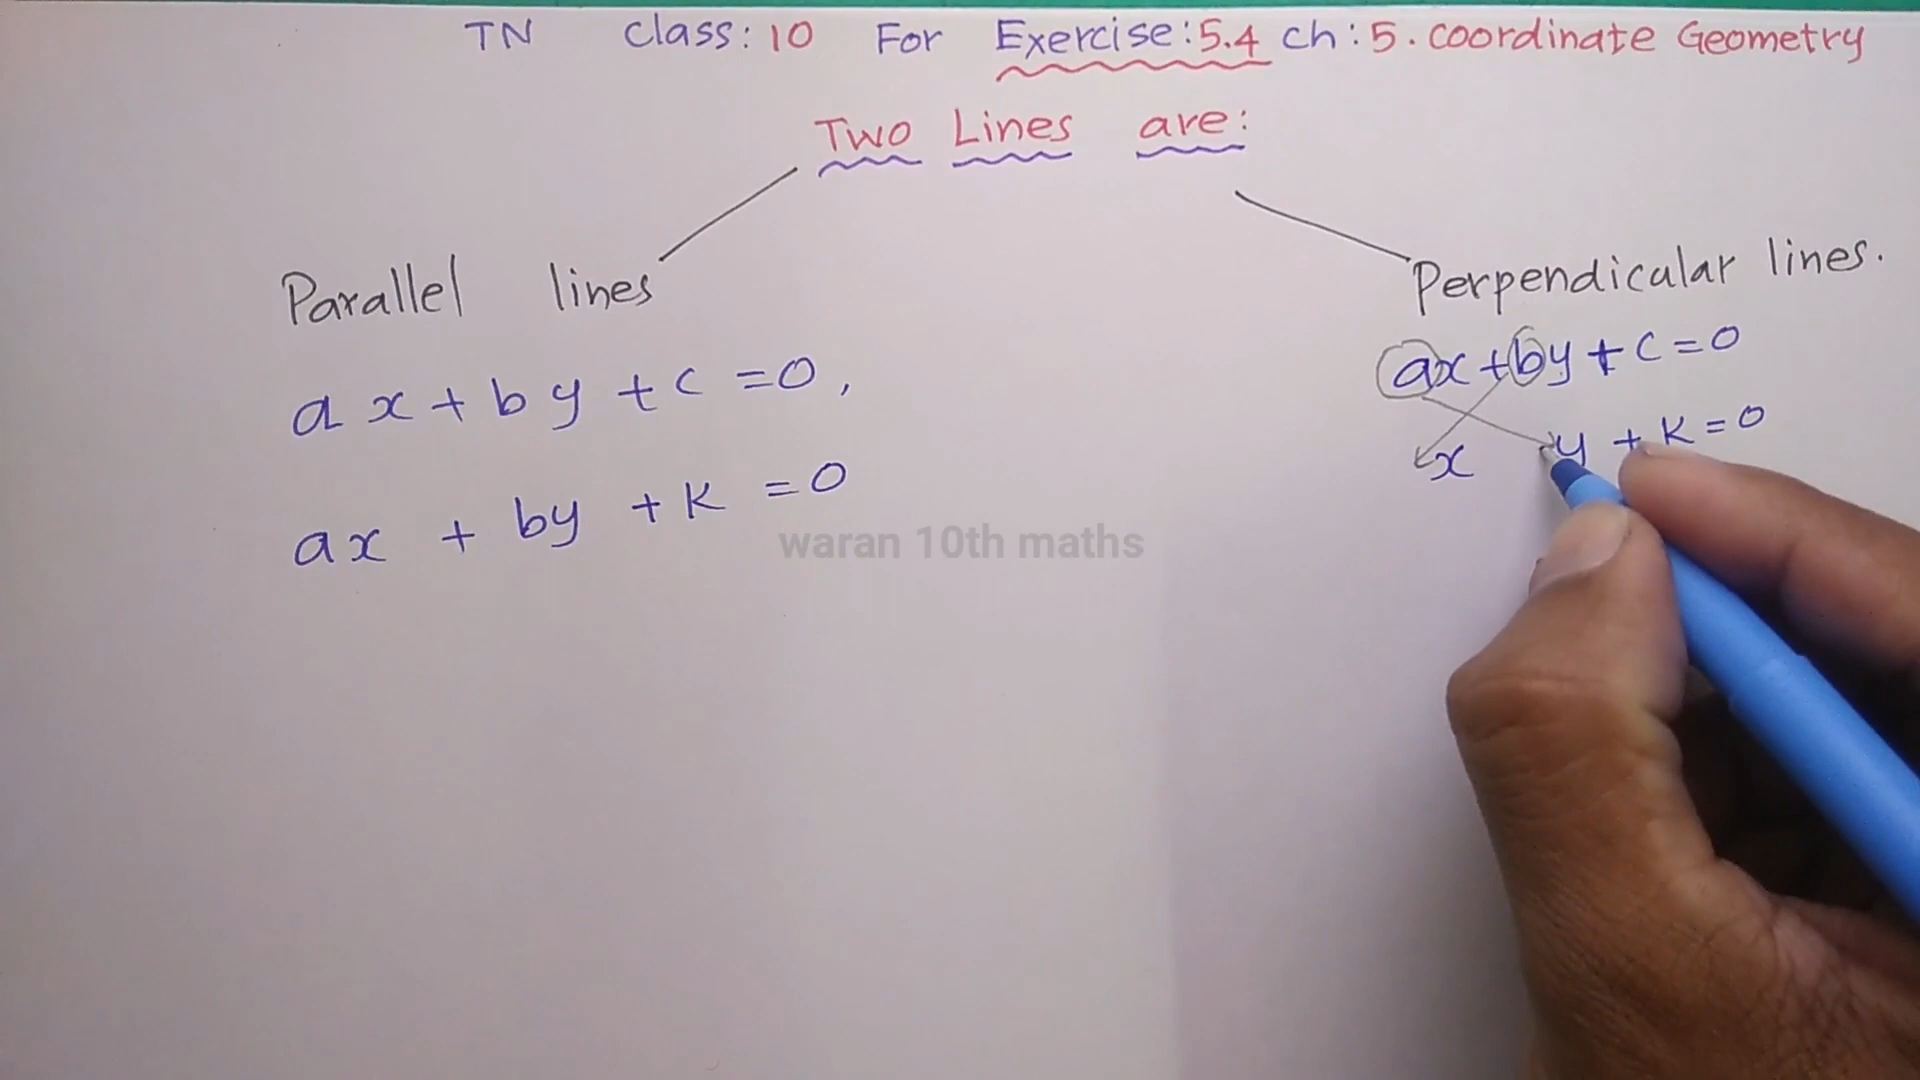 TN Class: 10 For Exercise: 5.4 ch: 5. coordinate Geometry
Two Lines are:
Parallel lines
ax + by + c = 0,
ax + by + k = 0
Perpendicular lines.
ax + by + c = 0
x y + k = 0
waran 10th maths